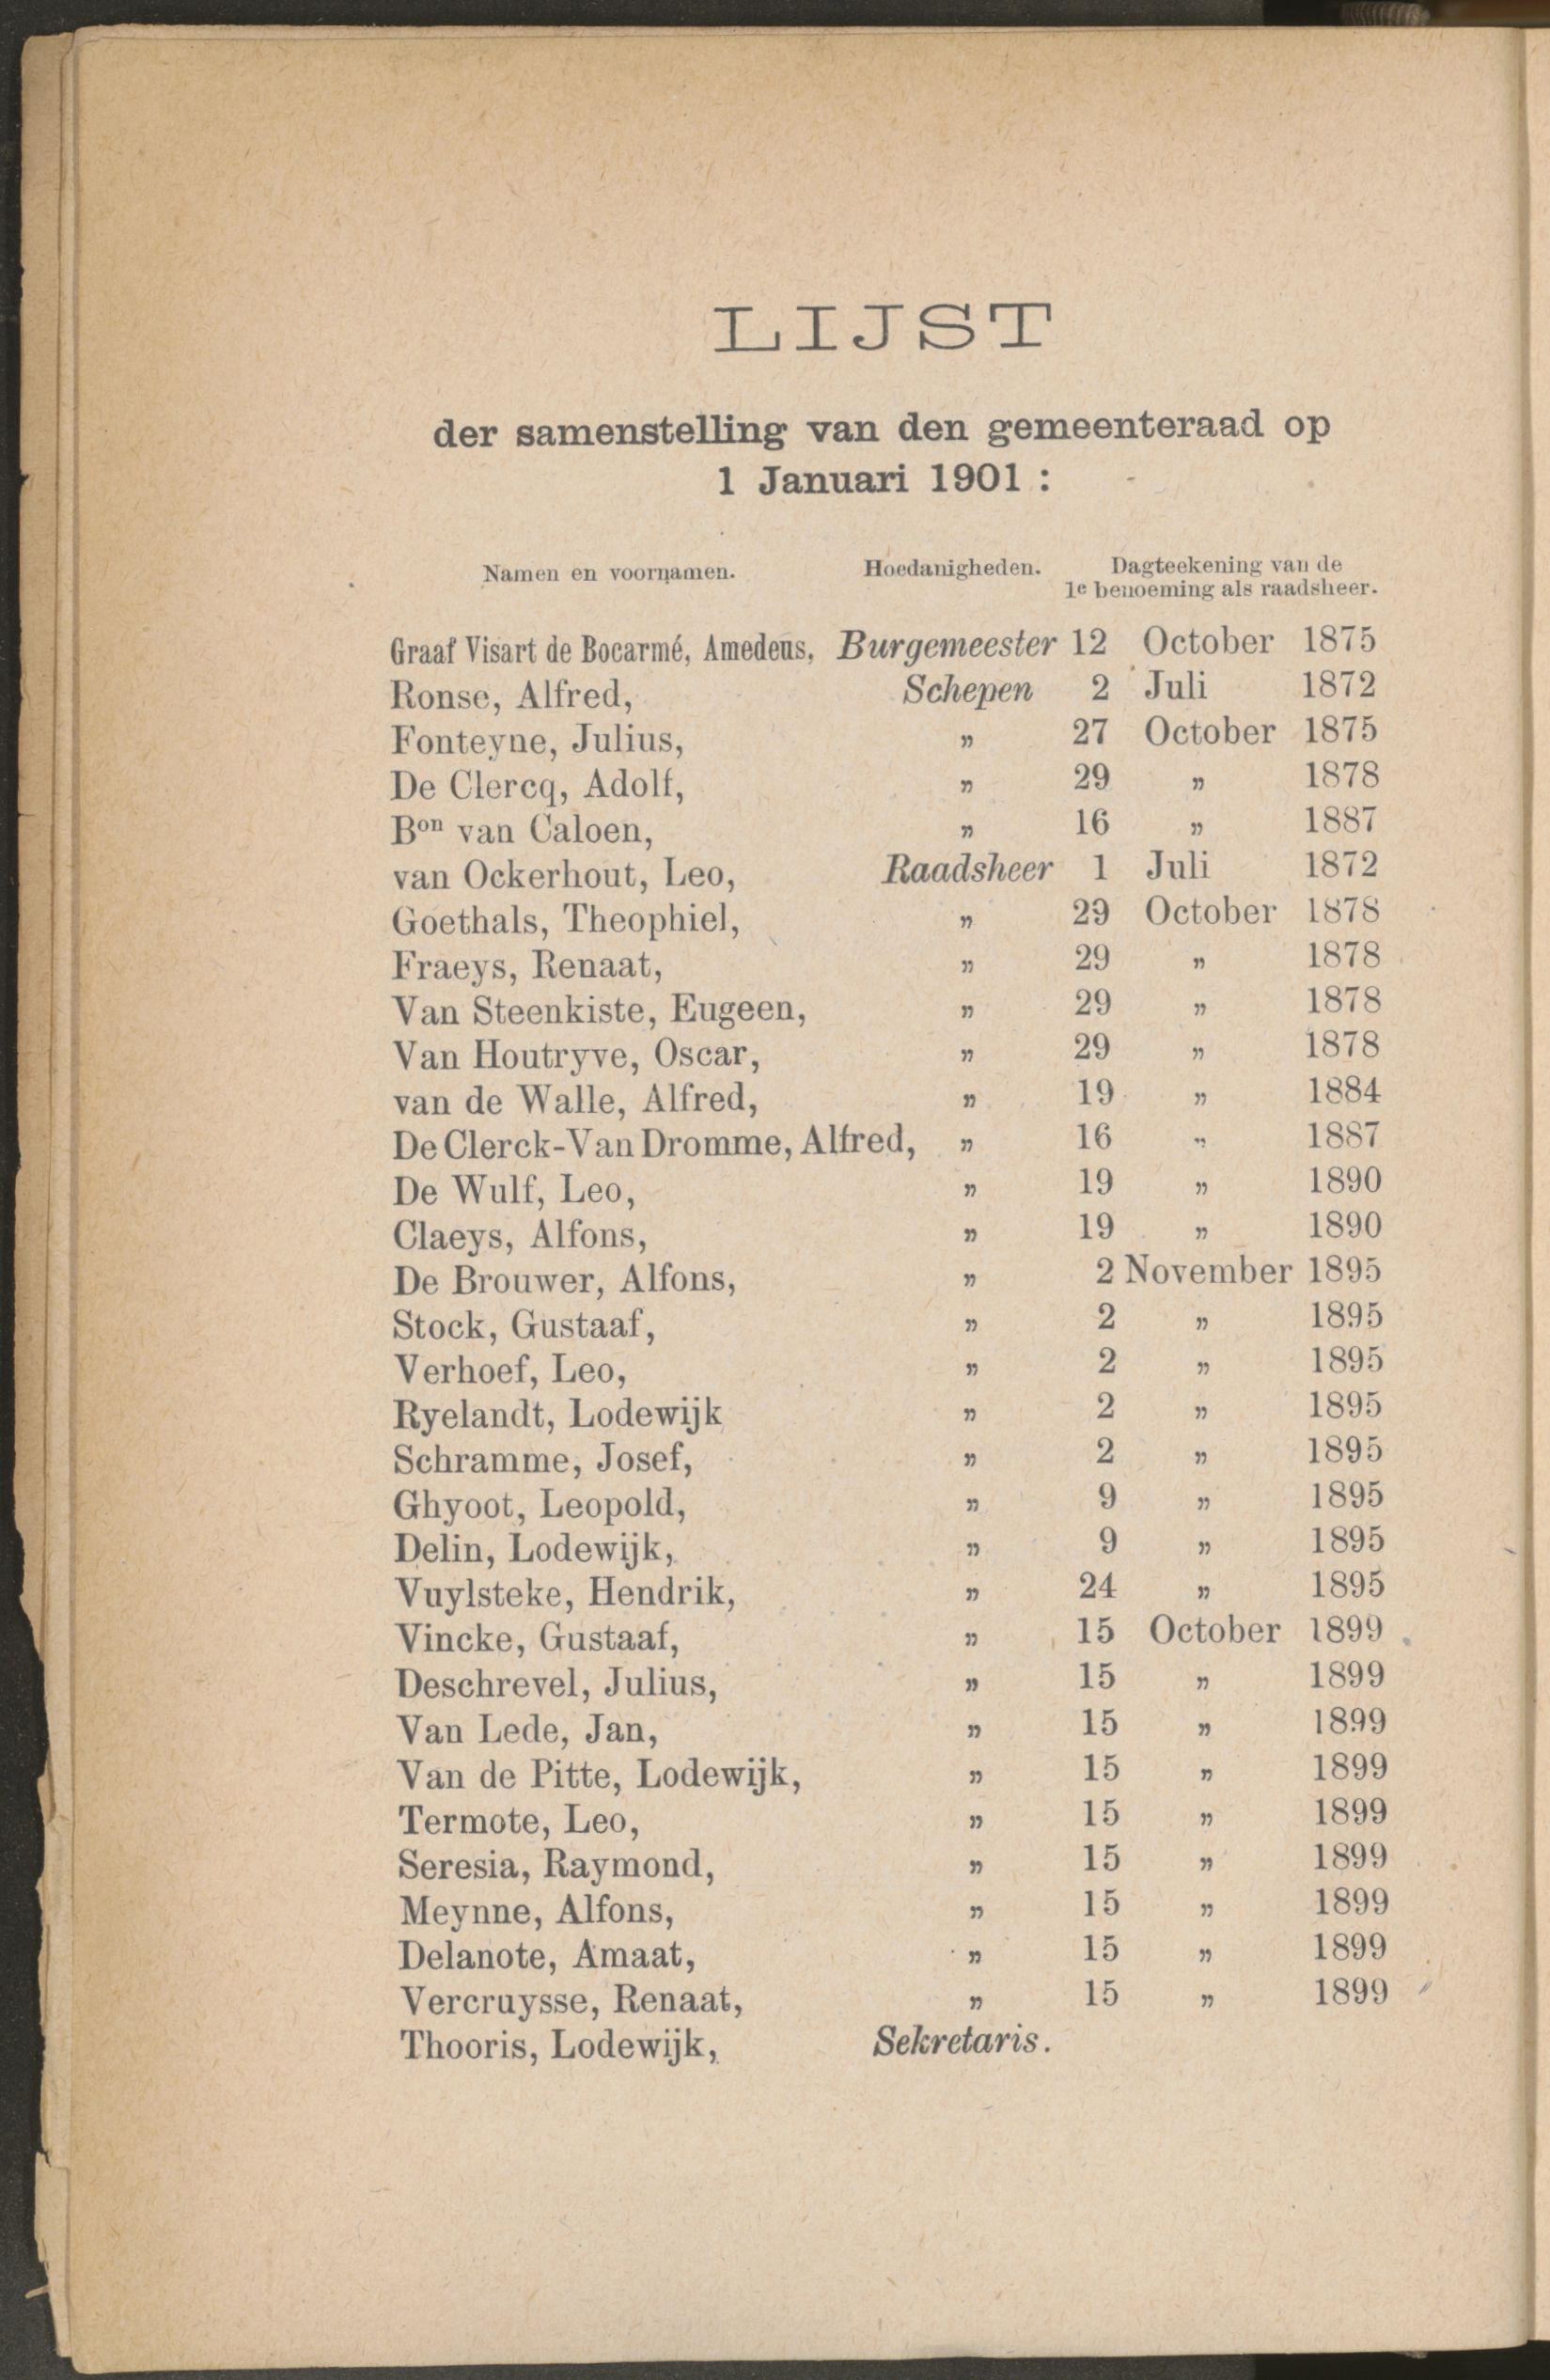 LIJST
der samenstelling van den gemeenteraad op
1 Januari 1901 :
Namen en voornamen. Hoedanigheden. Dagteekening van de
1e benoeming als raadsheer.
Graaf Visart de Bocarmé, Amedeus, Burgemeester 12 October 1875
Ronse, Alfred, Schepen 2 Juli 1872
Fonteyne, Julius, „ 27 October 1875
De Clercq, Adolf, „ 29 „ 1878
Bon van Caloen, „ 16 „ 1887
van Ockerhout, Leo, Raadsheer 1 Juli 1872
Goethals, Theophiel, „ 29 October 1878
Fraeys, Renaat, „ 29 „ 1878
Van Steenkiste, Eugeen, „ 29 „ 1878
Van Houtryve, Oscar, „ 29 „ 1878
van de Walle, Alfred, „ 19 „ 1884
De Clerck-Van Dromme, Alfred, „ 16 „ 1887
De Wulf, Leo, „ 19 „ 1890
Claeys, Alfons, „ 19 „ 1890
De Brouwer, Alfons, „ 2 November 1895
Stock, Gustaaf, „ 2 „ 1895
Verhoef, Leo, „ 2 „ 1895
Ryelandt, Lodewijk „ 2 „ 1895
Schramme, Josef, „ 2 „ 1895
Ghyoot, Leopold, „ 9 „ 1895
Delin, Lodewijk, „ 9 „ 1895
Vuylsteke, Hendrik, „ 24 „ 1895
Vincke, Gustaaf, „ 15 October 1899
Deschrevel, Julius, „ 15 „ 1899
Van Lede, Jan, „ 15 „ 1899
Van de Pitte, Lodewijk, „ 15 „ 1899
Termote, Leo, „ 15 „ 1899
Seresia, Raymond, „ 15 „ 1899
Meynne, Alfons, „ 15 „ 1899
Delanote, Amaat, „ 15 „ 1899
Vercruysse, Renaat, „ 15 „ 1899
Thooris, Lodewijk, Sekretaris.